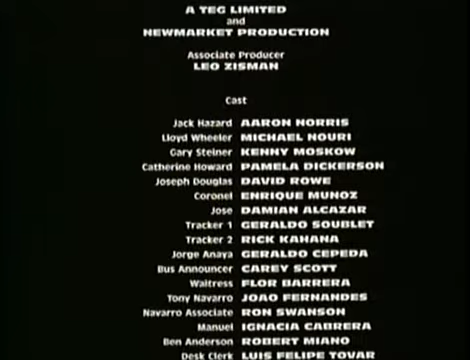 A TEG LIMITED
and
NEWMARKET PRODUCTION
Associate Producer
LEO ZISMAN
Cast
Jack Hazard AARON NORRIS
Lloyd Wheeler MICHAEL NOURI
Gary Steiner KENNY MOSKOW
Catherine Howard PAMELA DICKERSON
Joseph Douglas DAVID ROWE
Coronel ENRIQUE MUNOZ
Jose DAMIAN ALCAZAR
Tracker 1 GERALDO SOUBLET
Tracker 2 RICK KAHANA
Jorge Anaya GERALDO CEPEDA
Bus Announcer CAREY SCOTT
Waitress FLOR BARRERA
Tony Navarro JOAO FERNANDES
Navarro Associate RON SWANSON
Manuel IGNACIA CABRERA
Ben Anderson ROBERT MIANO
Desk Clerk LUIS FELIPE TOVAR